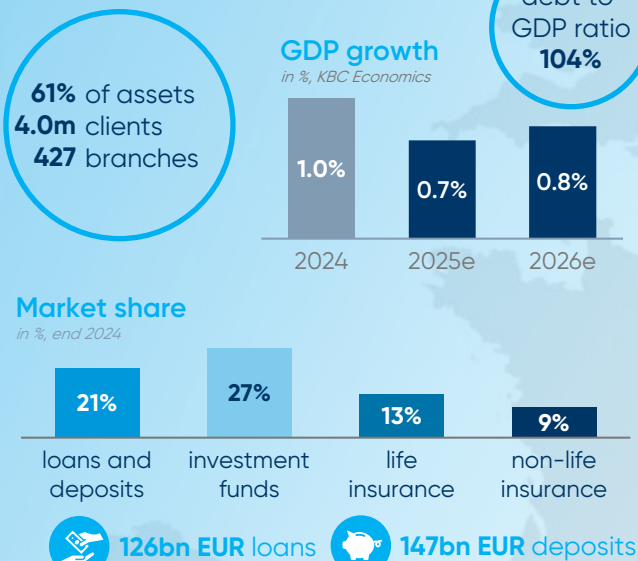 debt to
GDP ratio
104%
61% of assets
4.0m clients
427 branches
GDP growth
in %, KBC Economics
1.0%
0.7%
0.8%
2024
2025e
2026e
Market share
in %, end 2024
21%
27%
13%
9%
loans and
deposits
investment
funds
life
insurance
non-life
insurance
126bn EUR loans
147bn EUR deposits